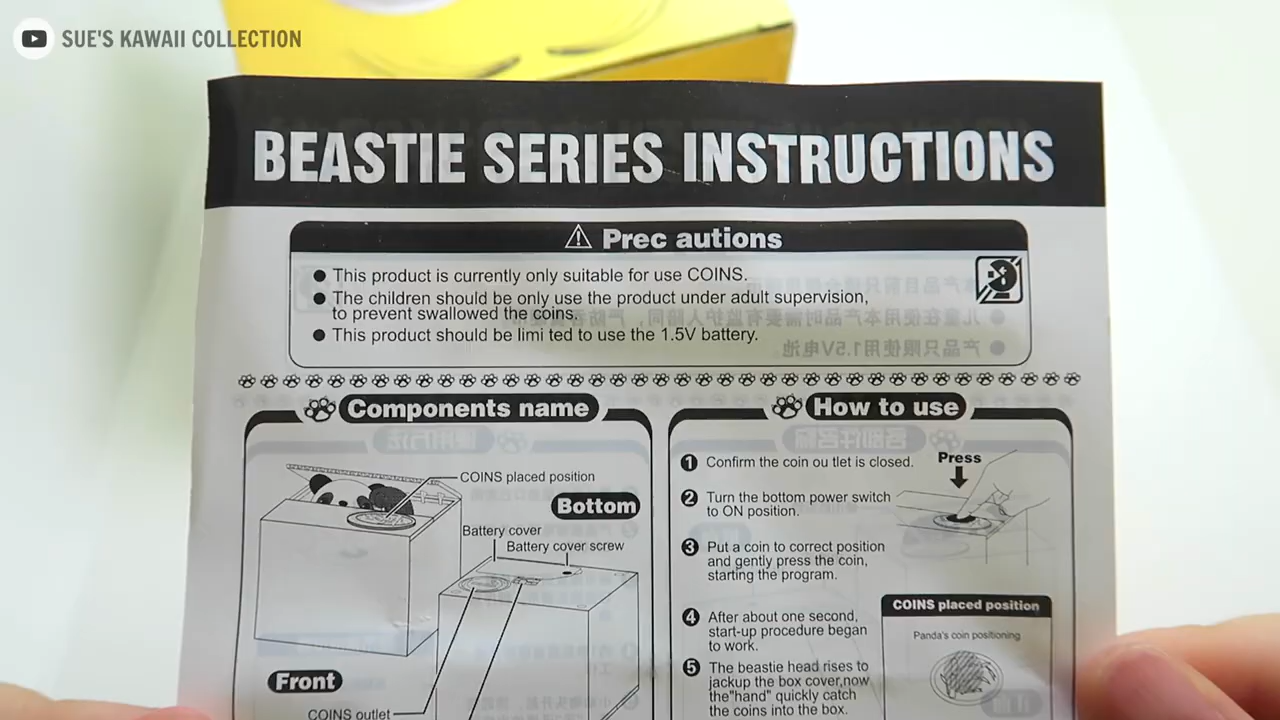 SUE'S KAWAII COLLECTION
BEASTIE SERIES INSTRUCTIONS
Prec autions
● This product is currently only suitable for use COINS.
● The children should be only use the product under adult supervision,
to prevent swallowed the coins.
● This product should be limi ted to use the 1.5V battery.
Components name
COINS placed position
Bottom
Battery cover
Battery cover screw
Front
COINS outlet
How to use
1 Confirm the coin ou tlet is closed.
Press
2 Turn the bottom power switch
to ON position.
3 Put a coin to correct position
and gently press the coin,
starting the program.
4 After about one second,
start-up procedure began
to work.
5 The beastie head rises to
jackup the box cover,now
the"hand" quickly catch
the coins into the box.
COINS placed position
Panda's coin positioning